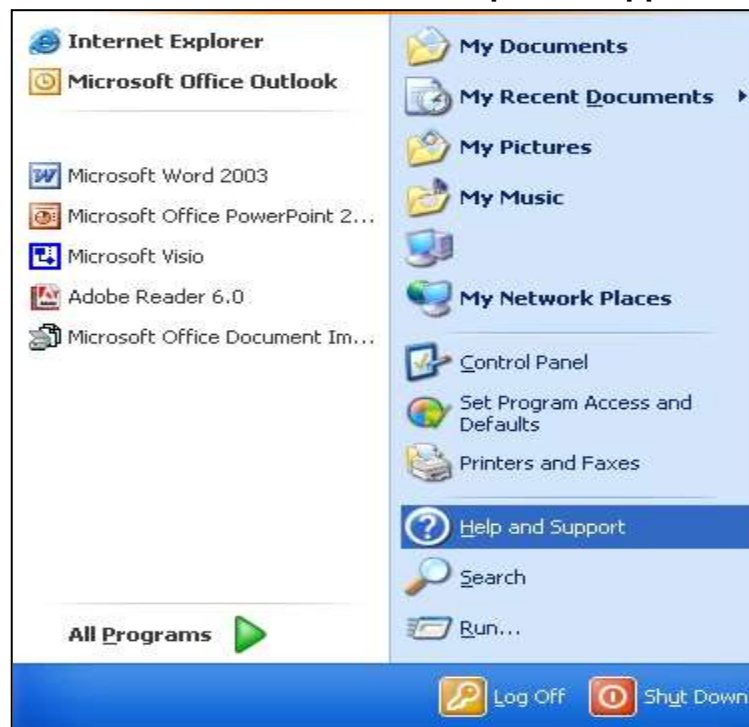 Internet Explorer
Microsoft Office Outlook
Microsoft Word 2003
Microsoft Office PowerPoint 2...
Microsoft Visio
Adobe Reader 6.0
Microsoft Office Document Im...
All Programs
My Documents
My Recent Documents
My Pictures
My Music
My Network Places
Control Panel
Set Program Access and
Defaults
Printers and Faxes
Help and Support
Search
Run...
Log Off
Shut Down